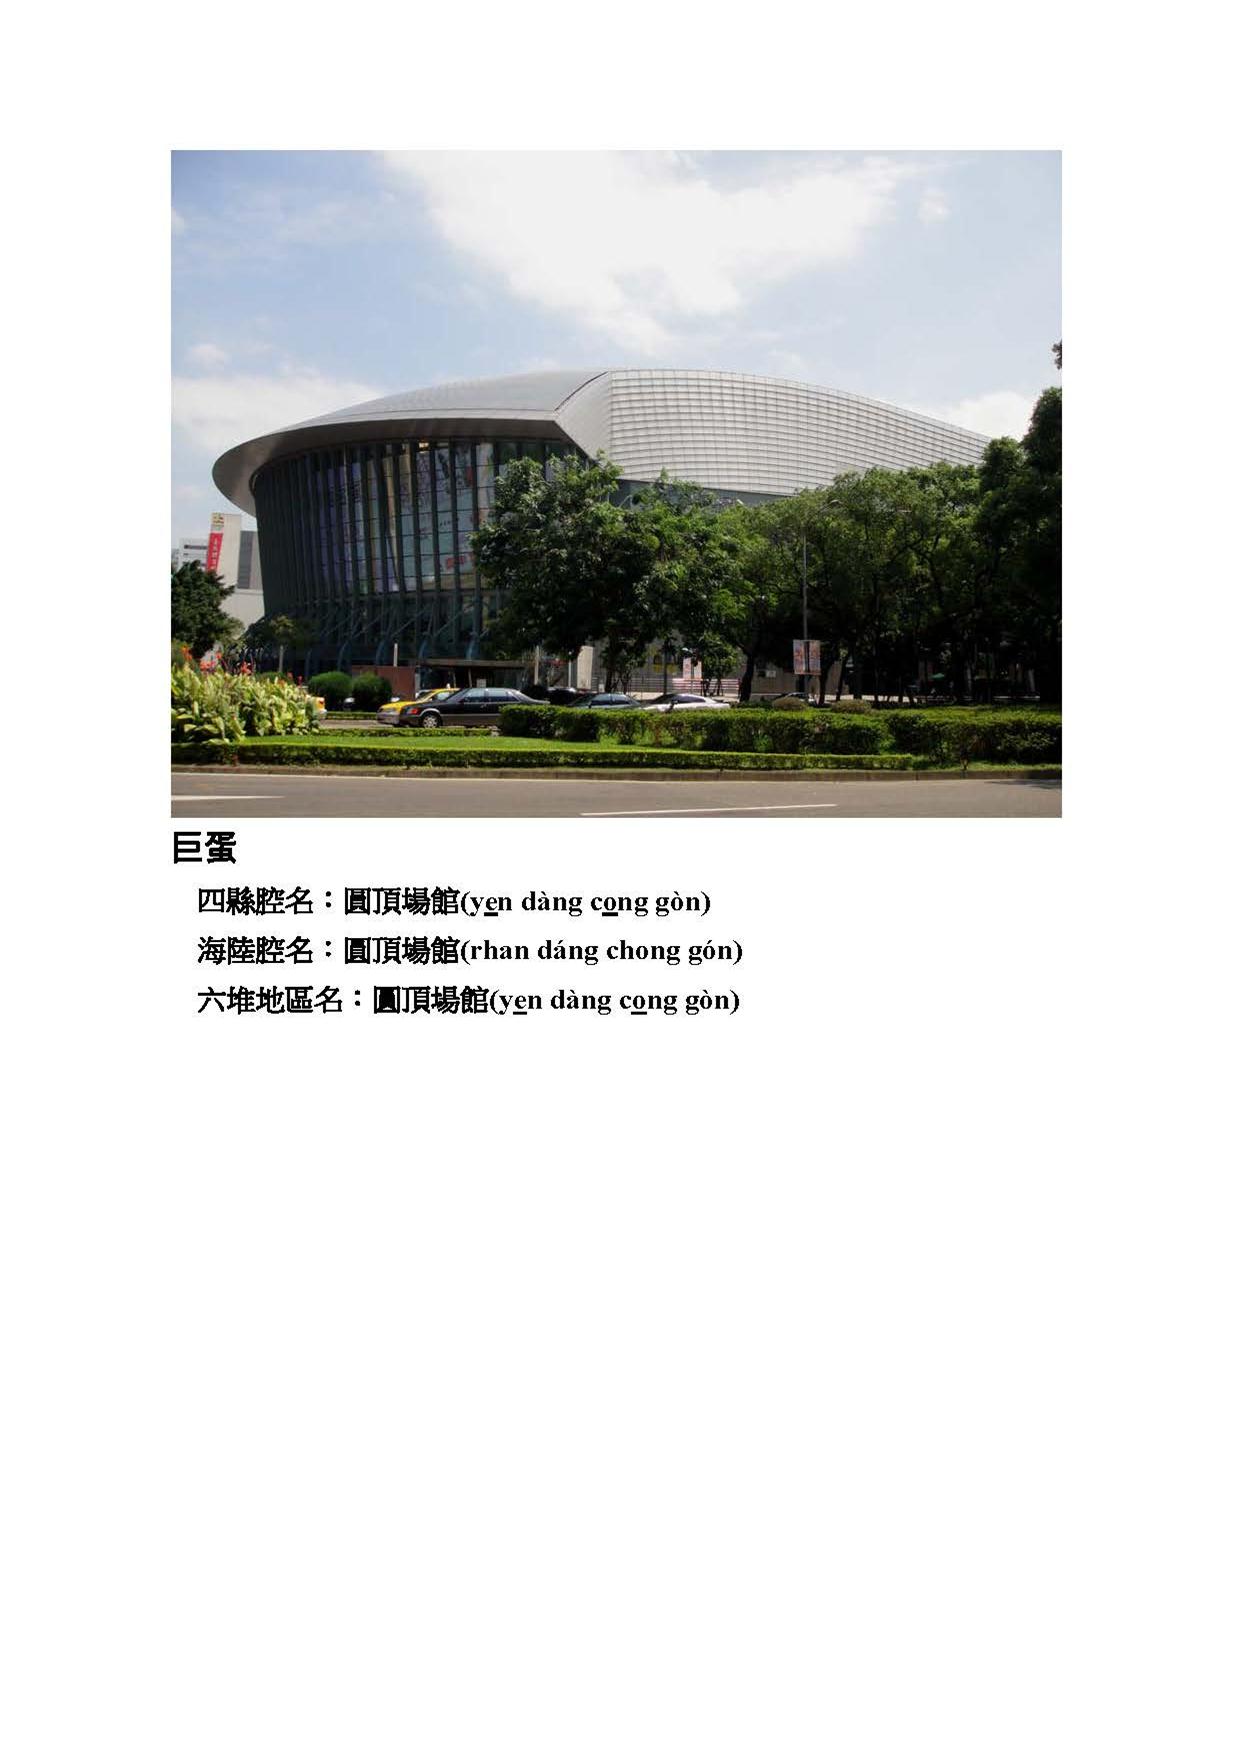 巨蛋
四縣腔名：圓頂場館(yen dàng cong gòn)
海陸腔名：圓頂場館(rhan dáng chong gón)
六堆地區名：圓頂場館(yen dàng cong gòn)